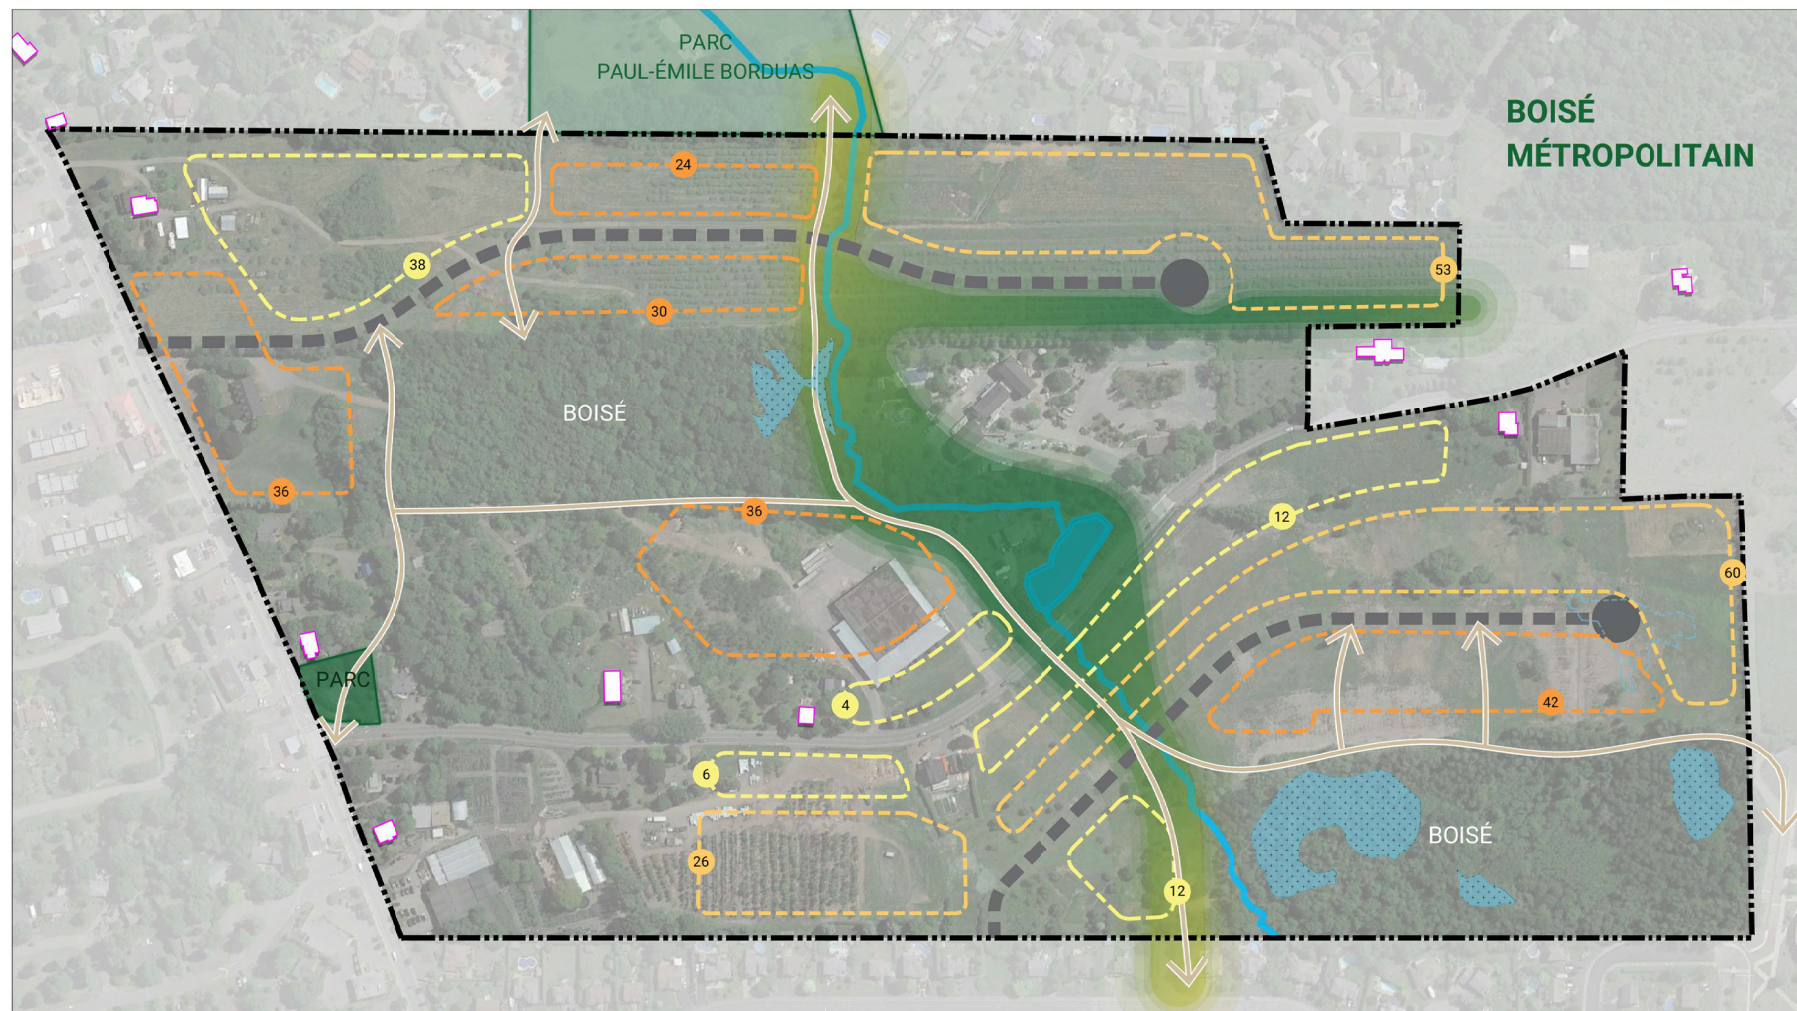 PARC
PAUL-ÉMILE BORDUAS
BOISÉ
MÉTROPOLITAIN
24
38
53
30
BOISÉ
36
36
12
60
PARC
4
42
6
BOISÉ
26
12